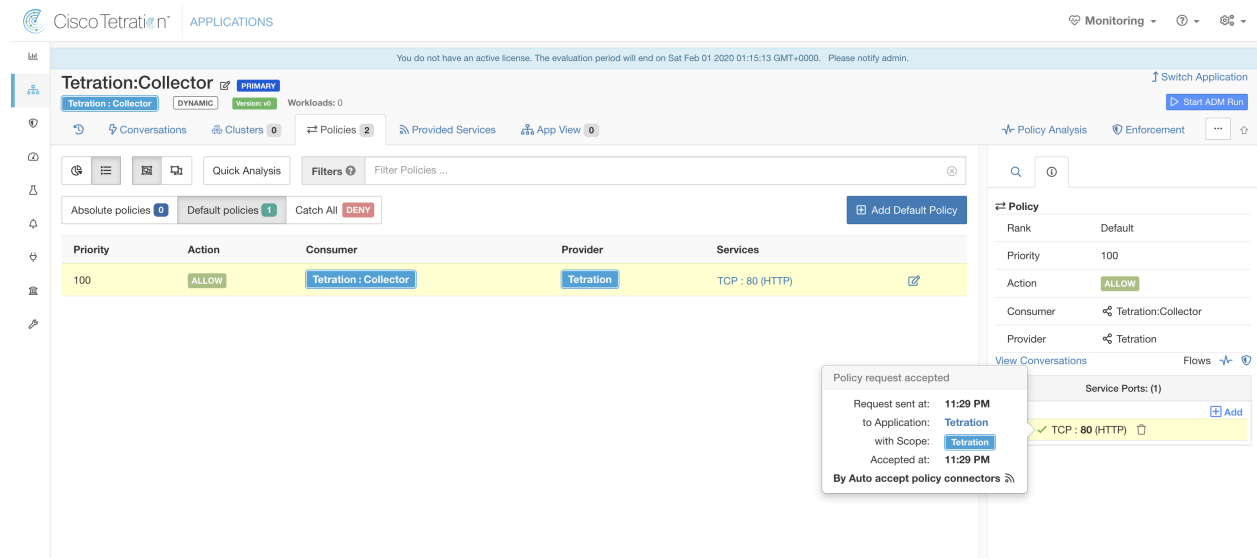 Cisco Tetration™ APPLICATIONS Monitoring
You do not have an active license. The evaluation period will end on Sat Feb 01 2020 01:15:13 GMT+0000. Please notify admin.
Tetration:Collector PRIMARY
Switch Application
Tetration : Collector DYNAMIC Version: v0 Workloads: 0
Start ADM Run
Conversations Clusters 0 Policies 2 Provided Services App View 0 Policy Analysis Enforcement ...
Quick Analysis Filters ? Filter Policies ...
Absolute policies 0 Default policies 1 Catch All DENY Add Default Policy
Priority Action Consumer Provider Services
100 ALLOW Tetration : Collector Tetration TCP : 80 (HTTP)
Policy
Rank Default
Priority 100
Action ALLOW
Consumer Tetration:Collector
Provider Tetration
View Conversations Flows
Service Ports: (1)
Add
TCP : 80 (HTTP)
Policy request accepted
Request sent at: 11:29 PM
to Application: Tetration
with Scope: Tetration
Accepted at: 11:29 PM
By Auto accept policy connectors